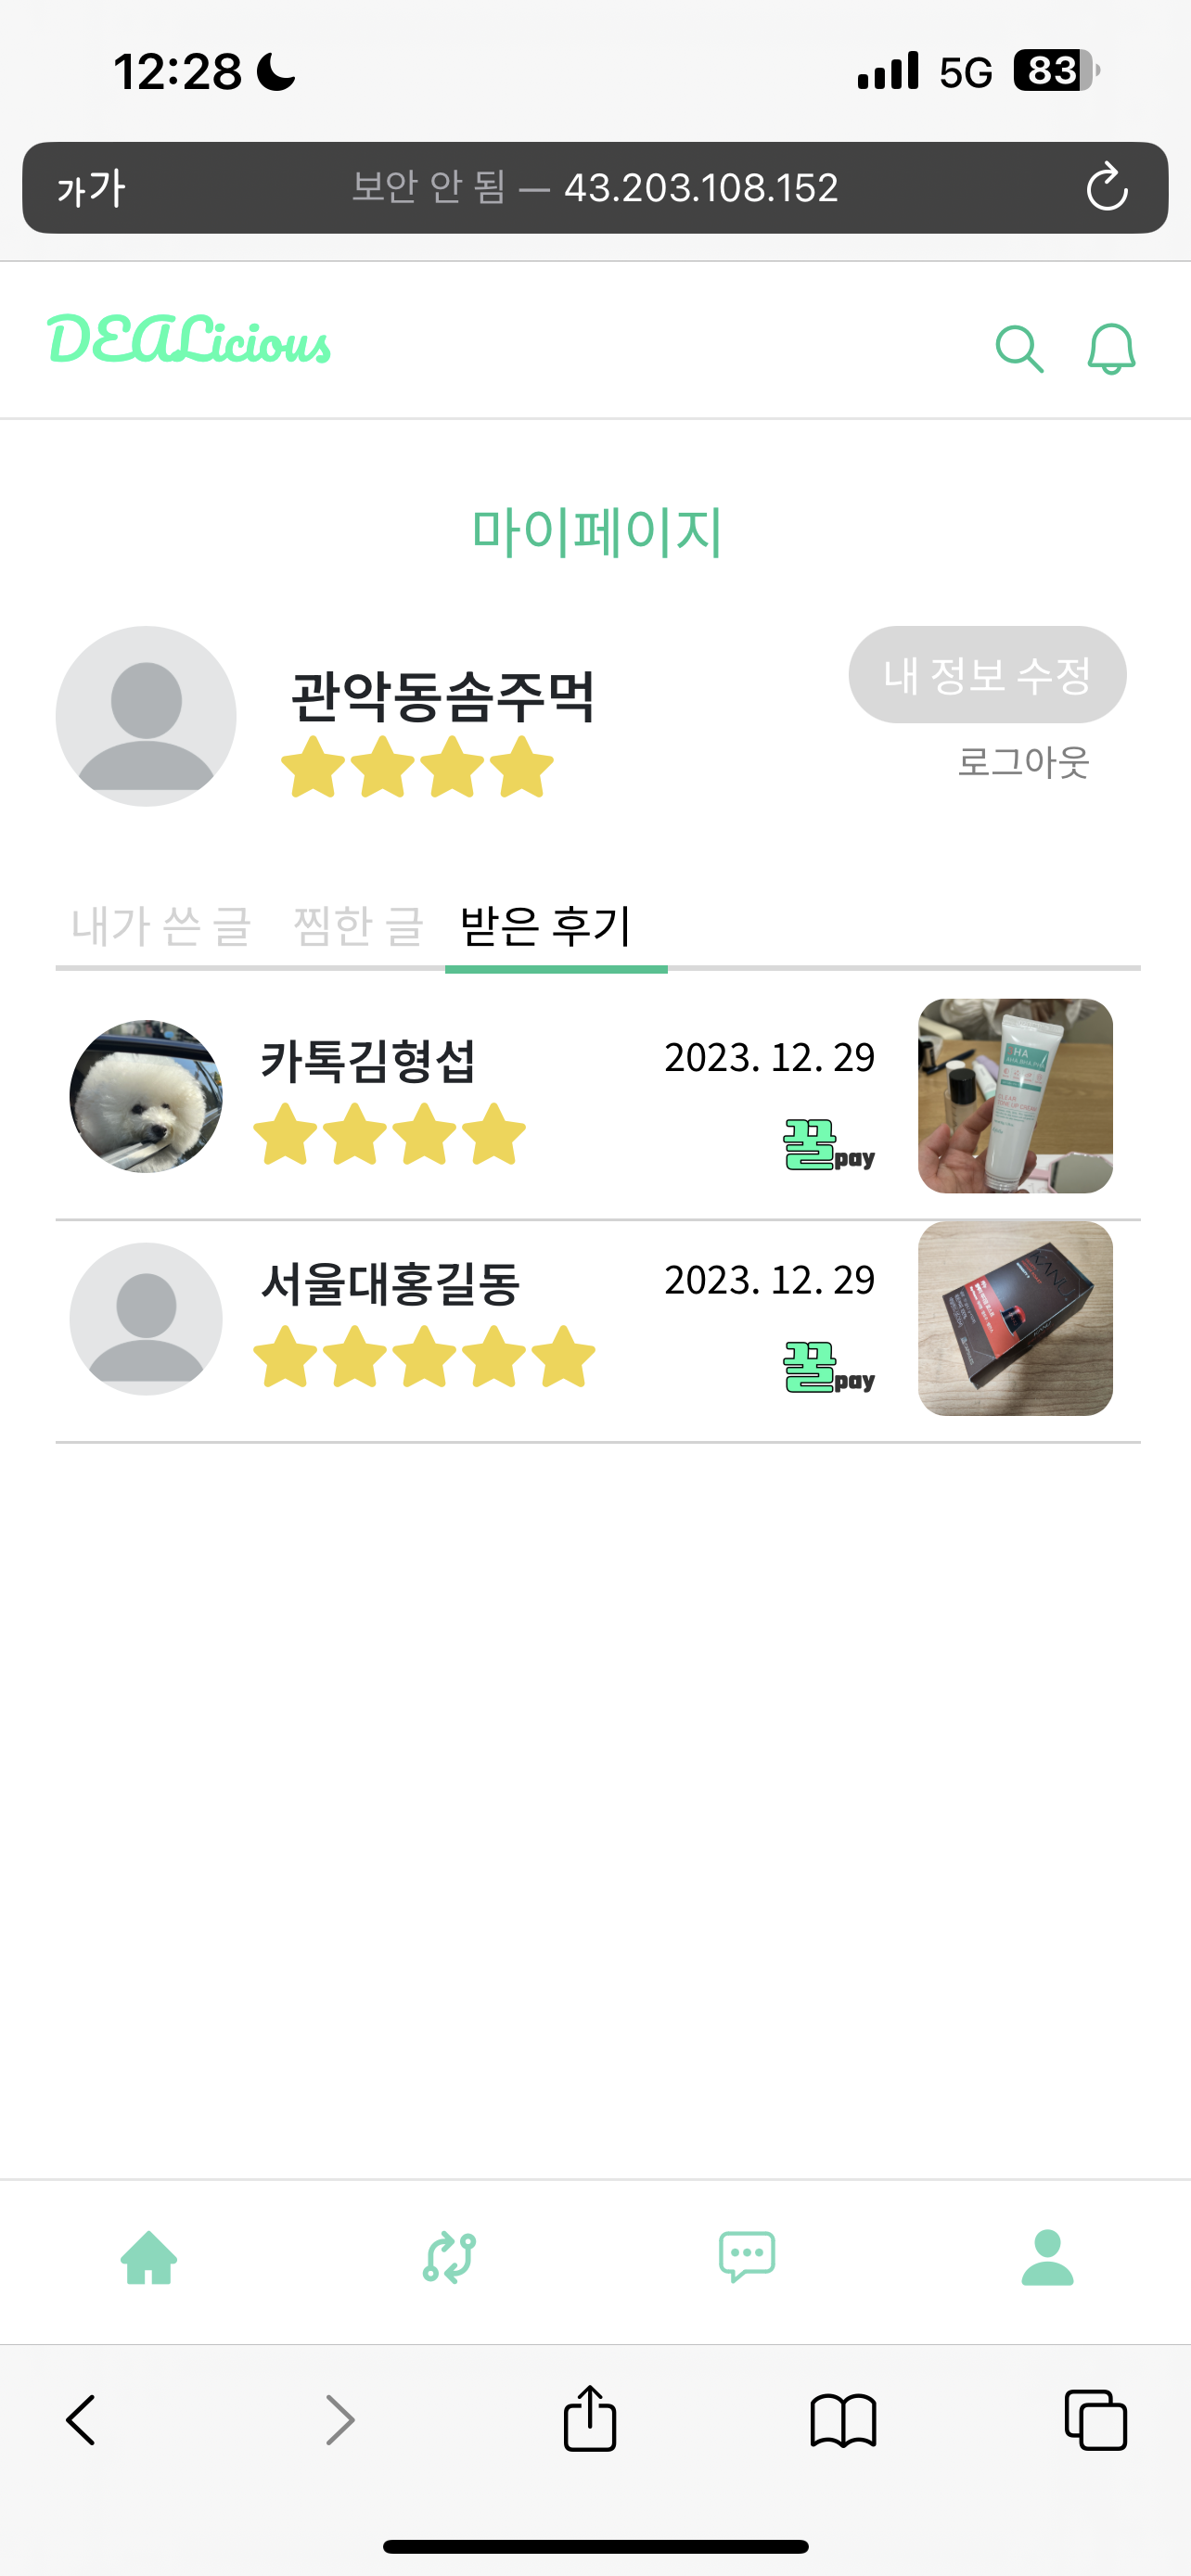 12:28 5G 83
가가 보안 안 됨 — 43.203.108.152
DEALicious
마이페이지
관악동솜주먹
내 정보 수정
로그아웃
내가 쓴 글 찜한 글 받은 후기
카톡김형섭 2023. 12. 29
꿀pay
HA
CLEAR
서울대홍길동 2023. 12. 29
꿀pay
KANU